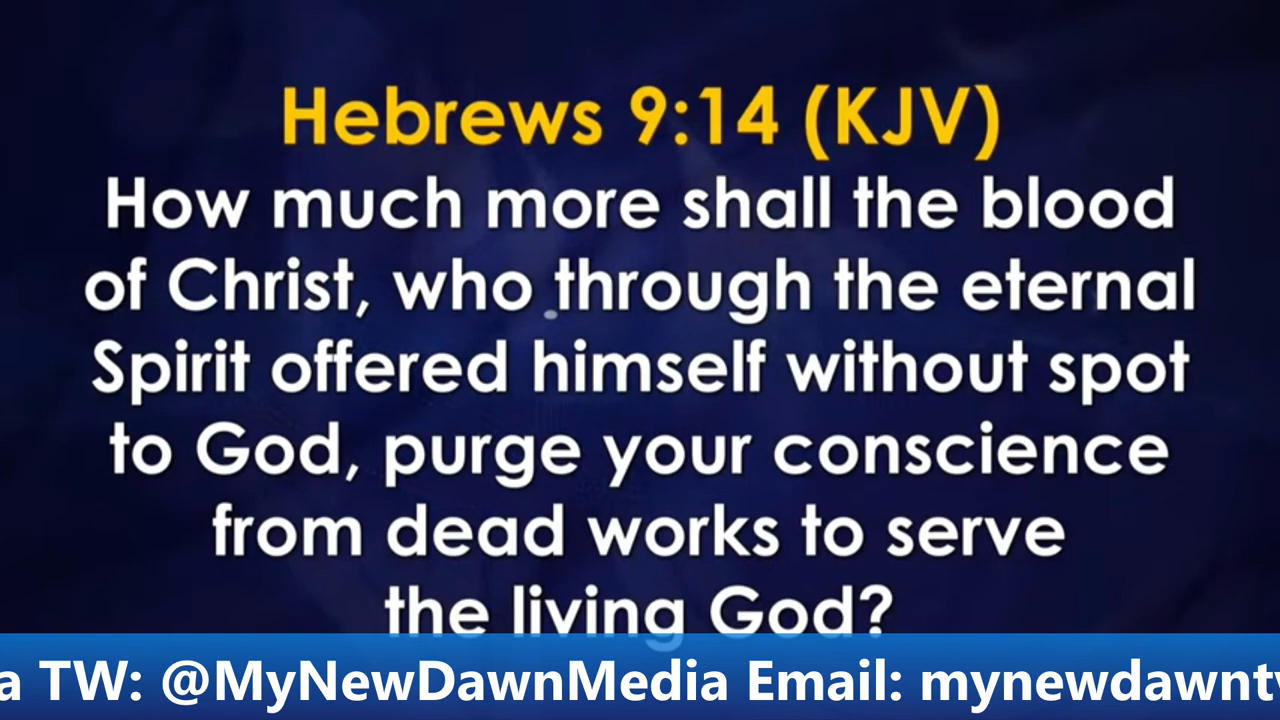 Hebrews 9:14 (KJV)
How much more shall the blood
of Christ, who through the eternal
Spirit offered himself without spot
to God, purge your conscience
from dead works to serve
the living God?
a TW: @MyNewDawnMedia Email: mynewdawntv